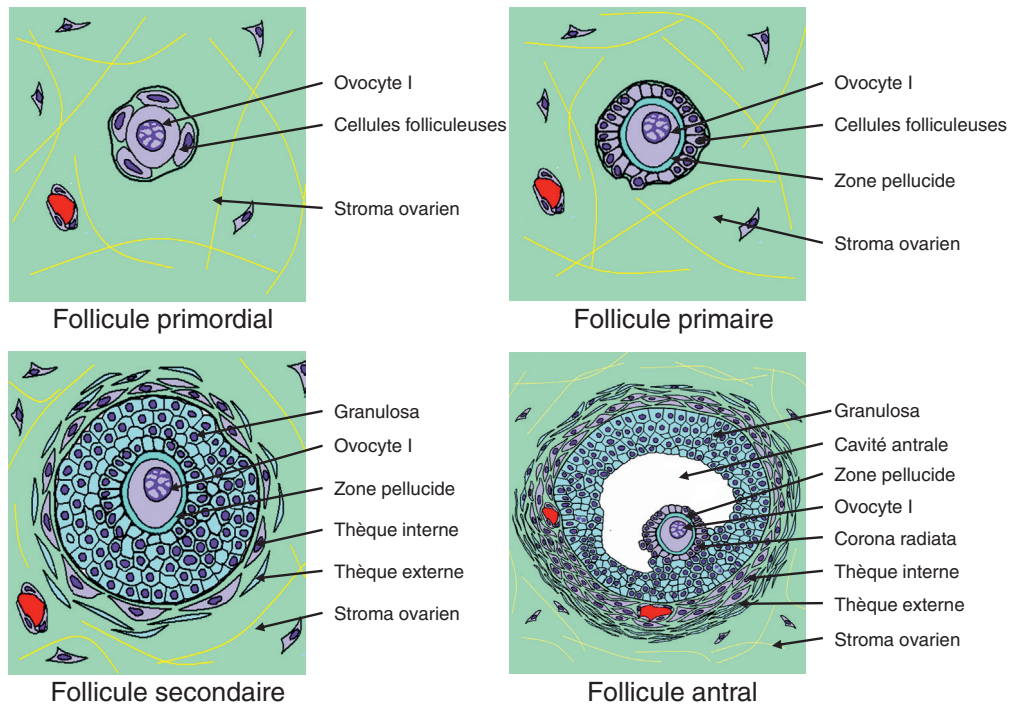 Ovocyte I
Cellules folliculeuses
Stroma ovarien
Follicule primordial
Ovocyte I
Cellules folliculeuses
Zone pellucide
Stroma ovarien
Follicule primaire
Granulosa
Ovocyte I
Zone pellucide
Thèque interne
Thèque externe
Stroma ovarien
Follicule secondaire
Granulosa
Cavité antrale
Zone pellucide
Ovocyte I
Corona radiata
Thèque interne
Thèque externe
Stroma ovarien
Follicule antral